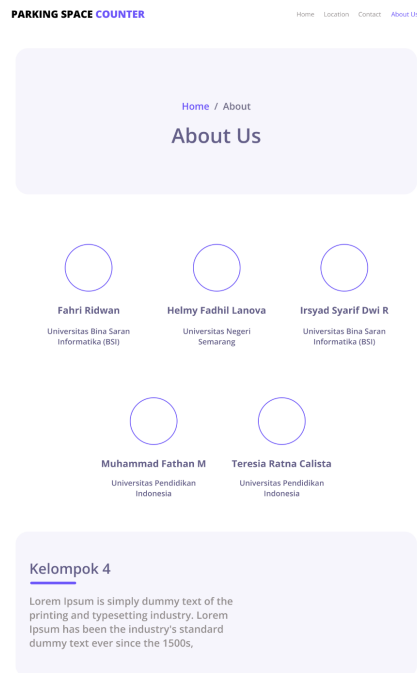 PARKING SPACE COUNTER
Home Location Contact About Us
Home / About
About Us
Fahri Ridwan
Universitas Bina Saran
Informatika (BSI)
Helmy Fadhil Lanova
Universitas Negeri
Semarang
Irsyad Syarif Dwi R
Universitas Bina Saran
Informatika (BSI)
Muhammad Fathan M
Universitas Pendidikan
Indonesia
Teresia Ratna Calista
Universitas Pendidikan
Indonesia
Kelompok 4
Lorem Ipsum is simply dummy text of the
printing and typesetting industry. Lorem
Ipsum has been the industry's standard
dummy text ever since the 1500s,